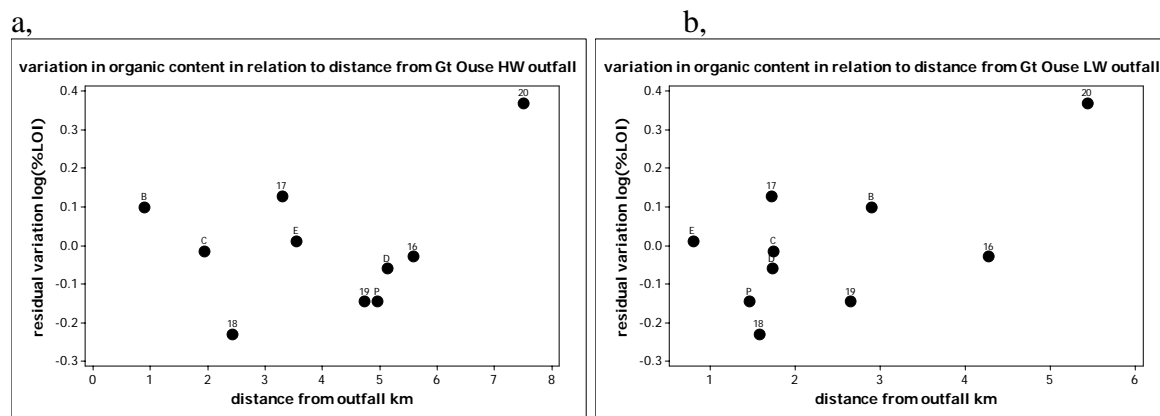 a,
b,
variation in organic content in relation to distance from Gt Ouse HW outfall
residual variation log(%LOI)
0.4
0.3
0.2
0.1
0.0
-0.1
-0.2
-0.3
20
B
17
C
E
16
D
19
P
18
0
1
2
3
4
5
6
7
8
distance from outfall km
variation in organic content in relation to distance from Gt Ouse LW outfall
residual variation log(%LOI)
0.4
0.3
0.2
0.1
0.0
-0.1
-0.2
-0.3
20
17
B
E
C
D
16
P
19
18
1
2
3
4
5
6
distance from outfall km